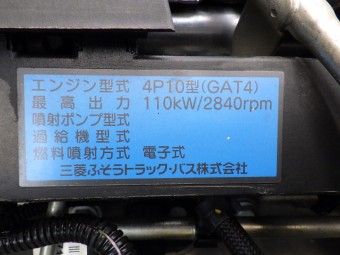 エンジン型式 4P10型(GAT4)
最高出力 110kW/2840rpm
噴射ポンプ型式
過給機型式
燃料噴射方式 電子式
三菱ふそうトラック・バス株式会社